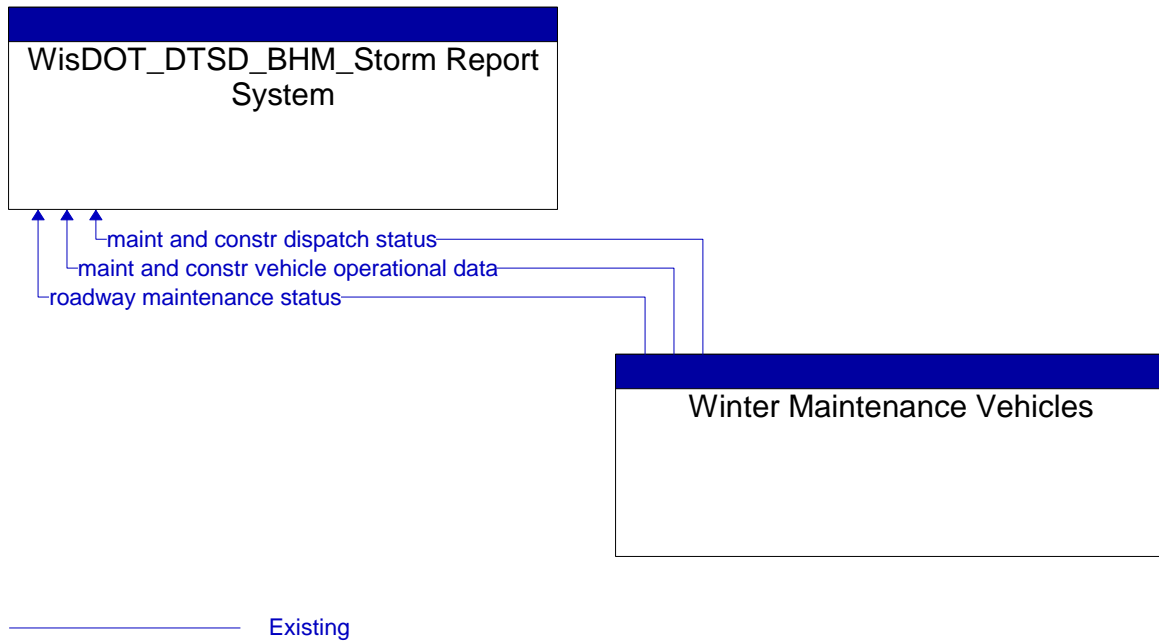 WisDOT_DTSD_BHM_Storm Report
System
maint and constr dispatch status
maint and constr vehicle operational data
roadway maintenance status
Winter Maintenance Vehicles
Existing